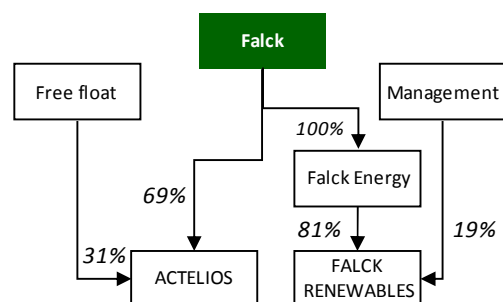 Falck
Free float
Management
100%
Falck Energy
69%
81%
19%
31%
ACTELIOS
FALCK
RENEWABLES